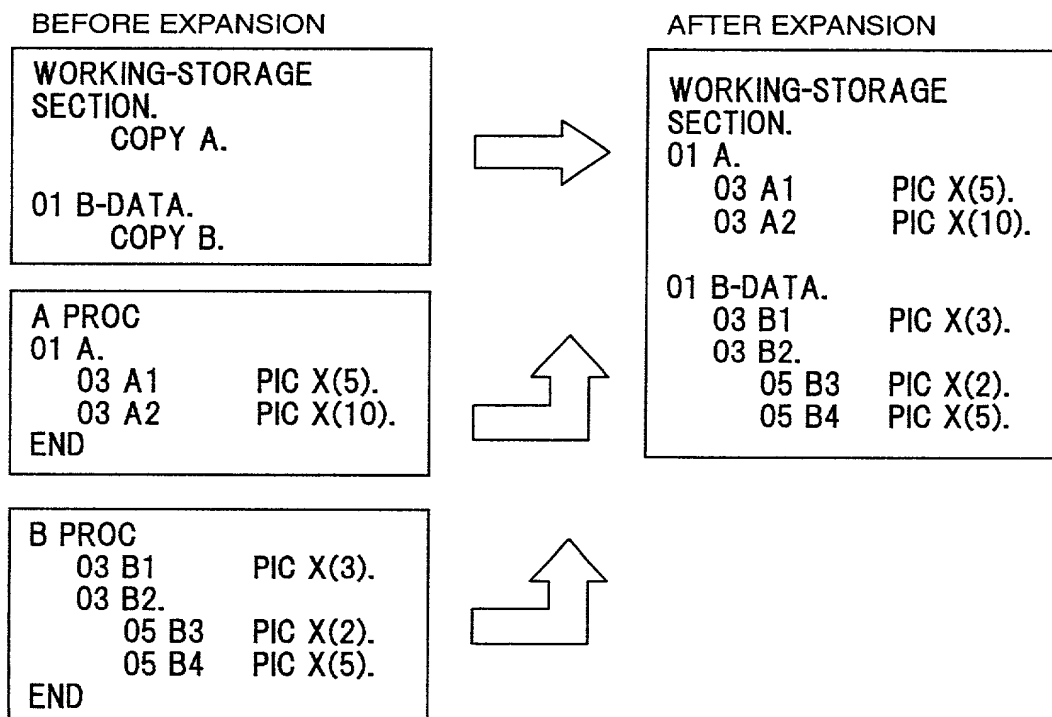 BEFORE EXPANSION
WORKING-STORAGE
SECTION.
COPY A.
01 B-DATA.
COPY B.
A PROC
01 A.
03 A1 PIC X(5).
03 A2 PIC X(10).
END
B PROC
03 B1 PIC X(3).
03 B2.
05 B3 PIC X(2).
05 B4 PIC X(5).
END
AFTER EXPANSION
WORKING-STORAGE
SECTION.
01 A.
03 A1 PIC X(5).
03 A2 PIC X(10).
01 B-DATA.
03 B1 PIC X(3).
03 B2.
05 B3 PIC X(2).
05 B4 PIC X(5).